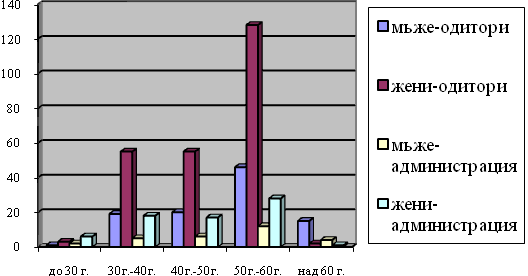 140
120
100
80
60
40
20
0
до 30 г. 30г.-40г. 40г.-50г. 50г.-60г. над 60 г.
мъже-одитори
жени-одитори
мъже-
администрация
жени-
администрация